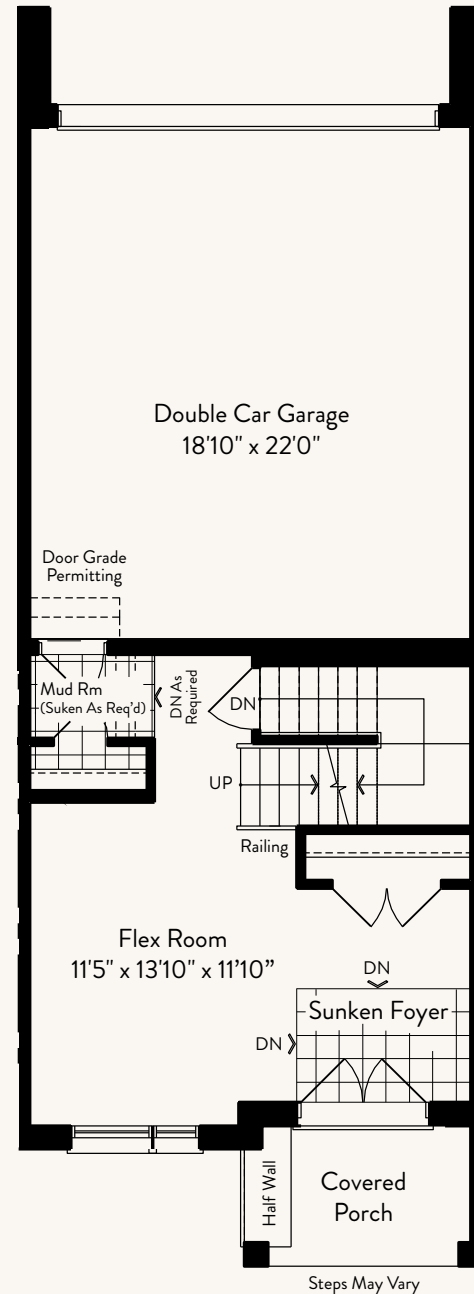 Double Car Garage
18'10" x 22'0"
Door Grade
Permitting
Mud Rm
(Suken As Req'd)
DN As
Required
DN
UP
Railing
Flex Room
11'5" x 13'10" x 11'10”
DN
Sunken Foyer
DN
Half Wall
Covered
Porch
Steps May Vary